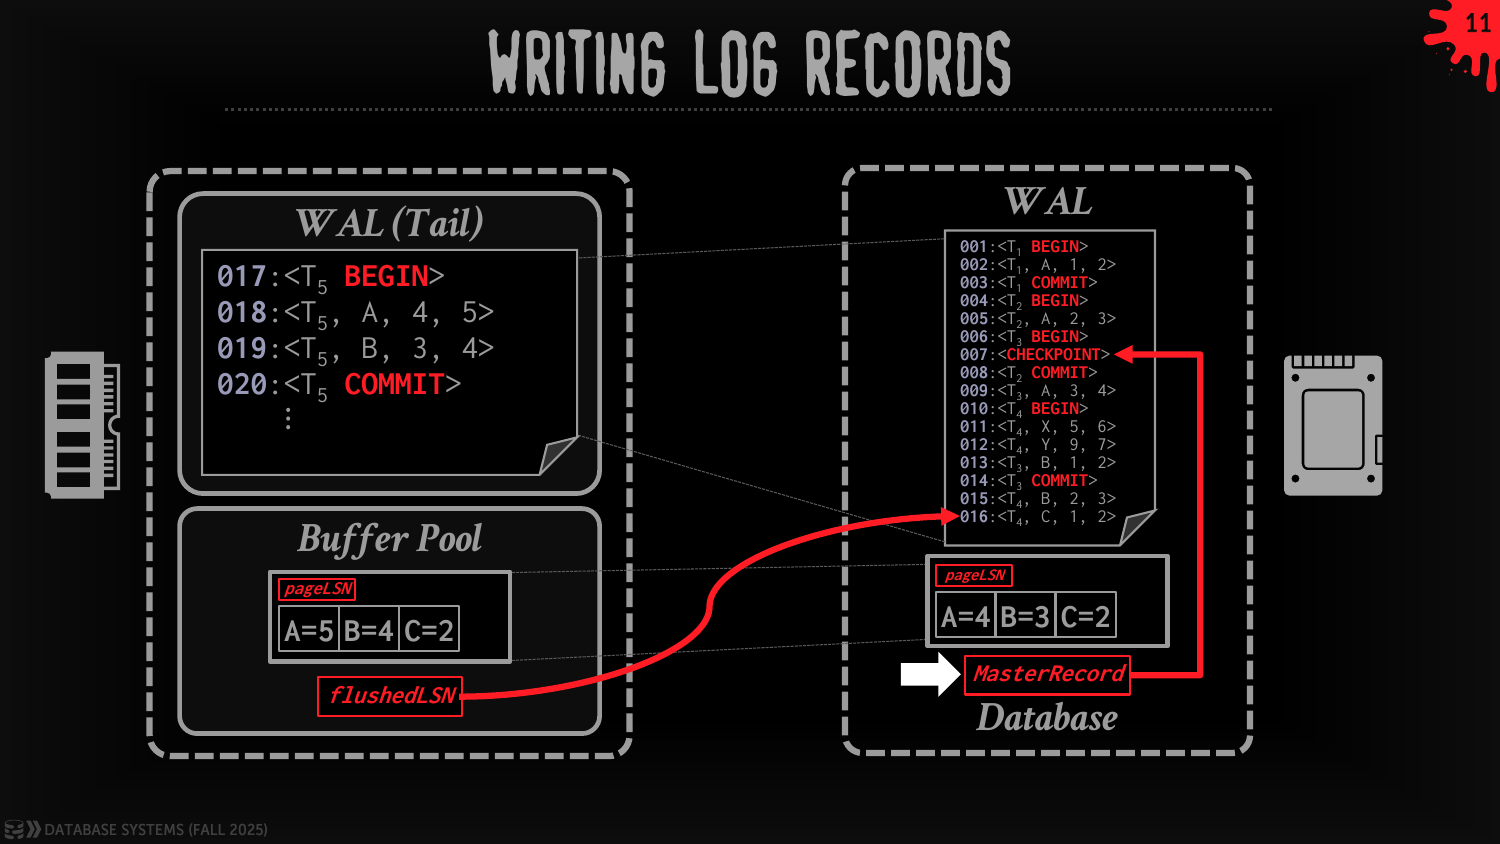 11
WRITING LOG RECORDS
WAL (Tail)
017:<T5 BEGIN>
018:<T5, A, 4, 5>
019:<T5, B, 3, 4>
020:<T5 COMMIT>
⋮
Buffer Pool
pageLSN
A=5 B=4 C=2
flushedLSN
WAL
001:<T1 BEGIN>
002:<T1, A, 1, 2>
003:<T1 COMMIT>
004:<T2 BEGIN>
005:<T2, A, 2, 3>
006:<T3 BEGIN>
007:<CHECKPOINT>
008:<T2 COMMIT>
009:<T3, A, 3, 4>
010:<T4 BEGIN>
011:<T4, X, 5, 6>
012:<T4, Y, 9, 7>
013:<T3, B, 1, 2>
014:<T3 COMMIT>
015:<T4, B, 2, 3>
016:<T4, C, 1, 2>
pageLSN
A=4 B=3 C=2
MasterRecord
Database
DATABASE SYSTEMS (FALL 2025)